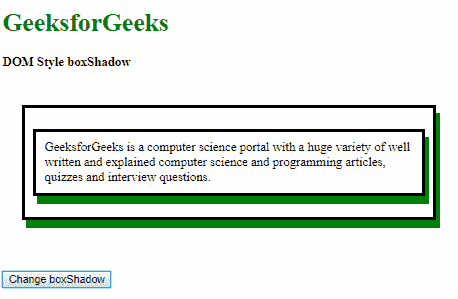 GeeksforGeeks
DOM Style boxShadow
GeeksforGeeks is a computer science portal with a huge variety of well
written and explained computer science and programming articles,
quizzes and interview questions.
Change boxShadow